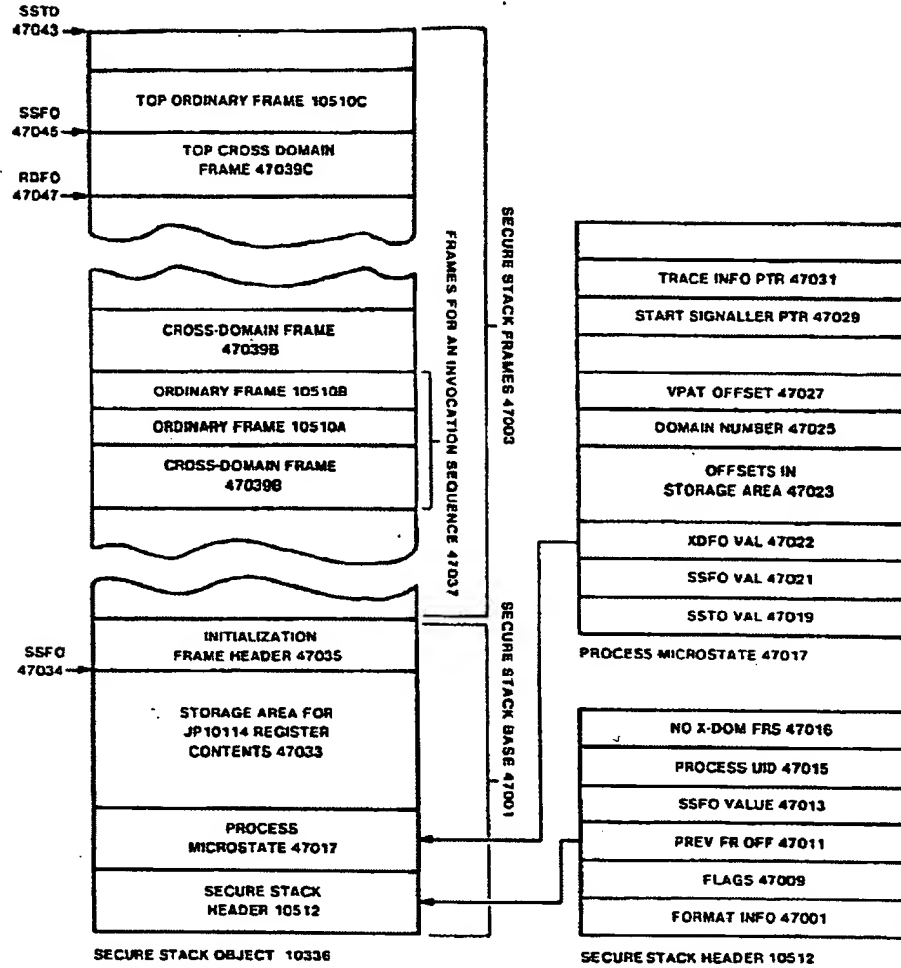 SSTD
47043
TOP ORDINARY FRAME 10510C
SSFO
47045
TOP CROSS DOMAIN
FRAME 47039C
RDFO
47047
CROSS-DOMAIN FRAME
47039B
ORDINARY FRAME 10510B
ORDINARY FRAME 10510A
CROSS-DOMAIN FRAME
47039B
FRAMES FOR AN INVOCATION SEQUENCE 47037
SECURE STACK FRAMES 47003
INITIALIZATION
FRAME HEADER 47035
SSFO
47034
STORAGE AREA FOR
JP10114 REGISTER
CONTENTS 47033
PROCESS
MICROSTATE 47017
SECURE STACK
HEADER 10512
SECURE STACK BASE 47001
SECURE STACK OBJECT 10336
TRACE INFO PTR 47031
START SIGNALLER PTR 47029
VPAT OFFSET 47027
DOMAIN NUMBER 47025
OFFSETS IN
STORAGE AREA 47023
XDFO VAL 47022
SSFO VAL 47021
SSTO VAL 47019
PROCESS MICROSTATE 47017
NO X-DOM FRS 47016
PROCESS UID 47015
SSFO VALUE 47013
PREV FR OFF 47011
FLAGS 47009
FORMAT INFO 47001
SECURE STACK HEADER 10512